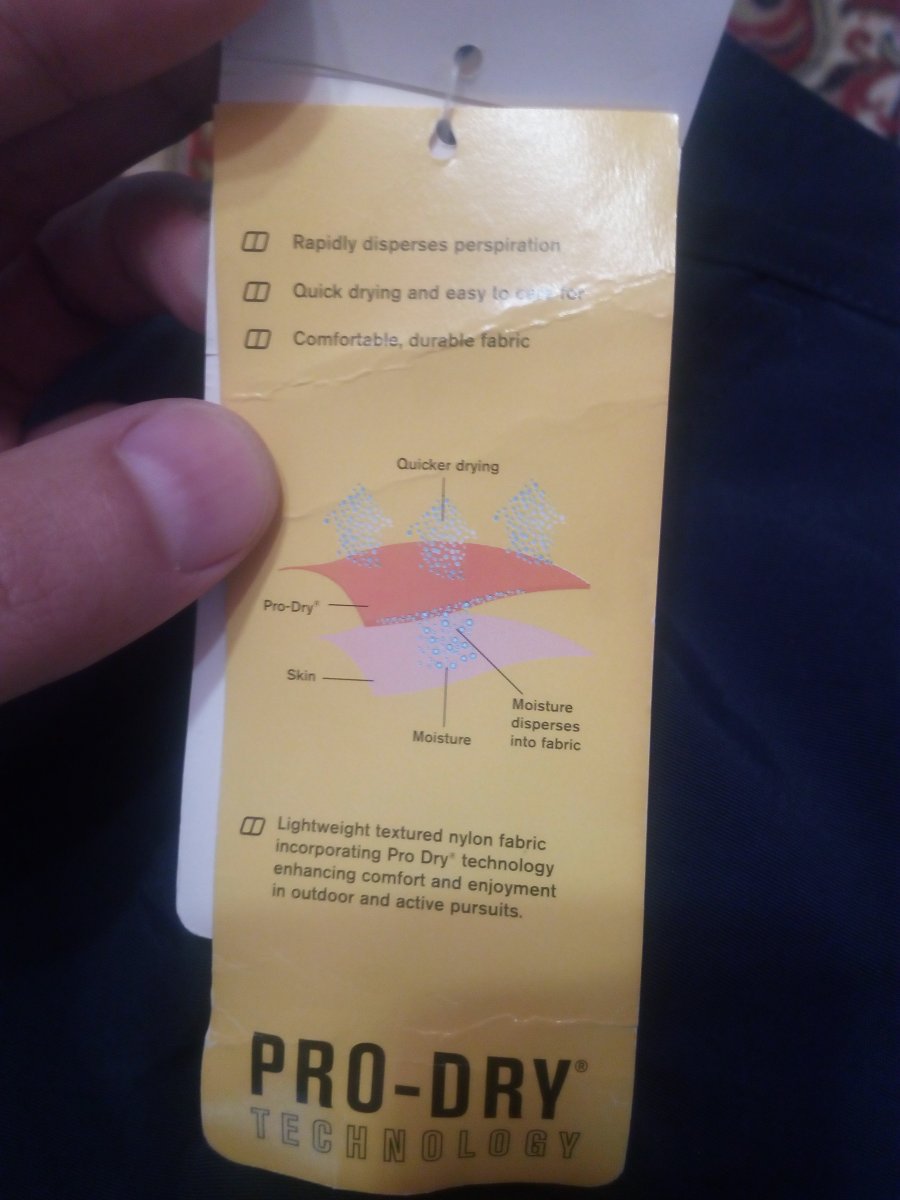 Rapidly disperses perspiration
Quick drying and easy to care for
Comfortable, durable fabric
Quicker drying
Pro-Dry®
Skin
Moisture
Moisture
disperses
into fabric
Lightweight textured nylon fabric
incorporating Pro Dry® technology
enhancing comfort and enjoyment
in outdoor and active pursuits.
PRO-DRY®
TECHNOLOGY